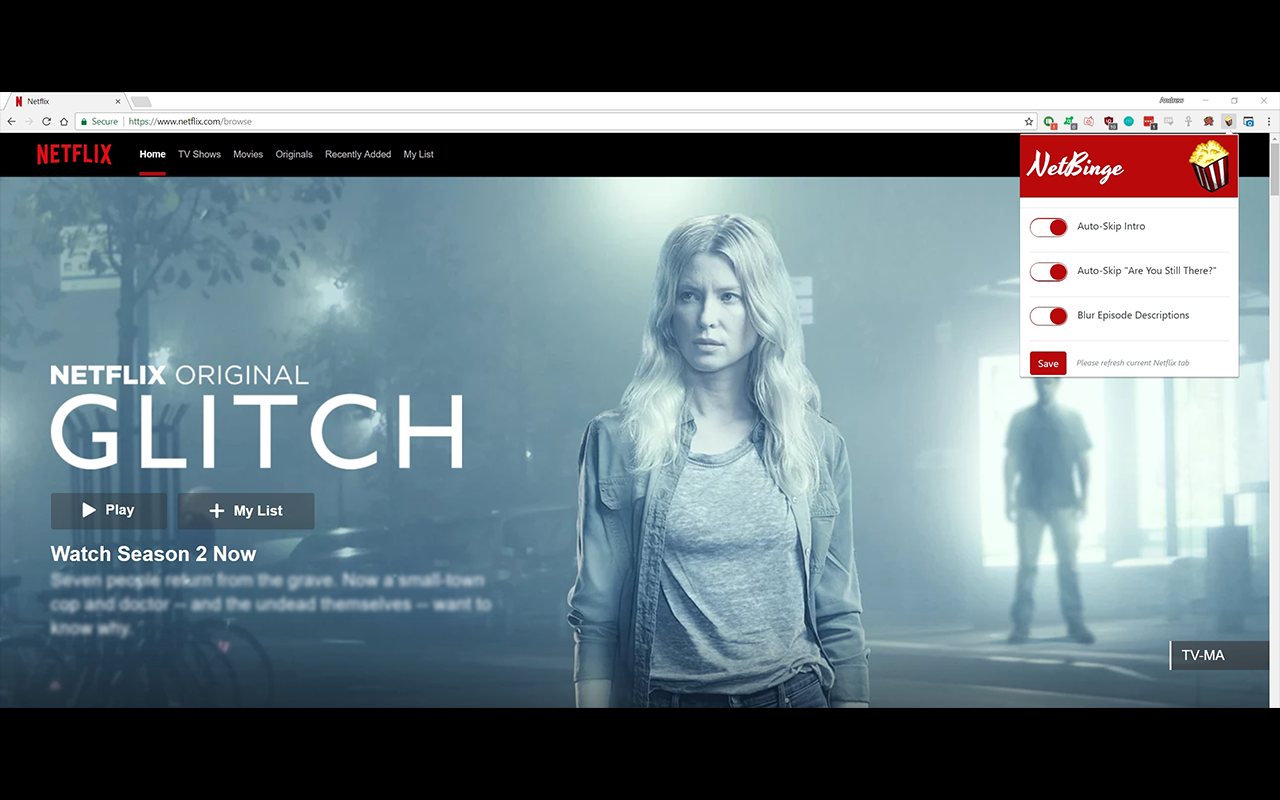 Netflix
Andrew
Secure
https://www.netflix.com/browse
NETFLIX
Home
TV Shows
Movies
Originals
Recently Added
My List
NetBinge
Auto-Skip Intro
Auto-Skip "Are You Still There?"
Blur Episode Descriptions
Save
Please refresh current Netflix tab
NETFLIX ORIGINAL
GLITCH
Play
My List
Watch Season 2 Now
Seven people return from the grave. Now a small-town
cop and doctor – and the undead themselves – want to
know why.
TV-MA